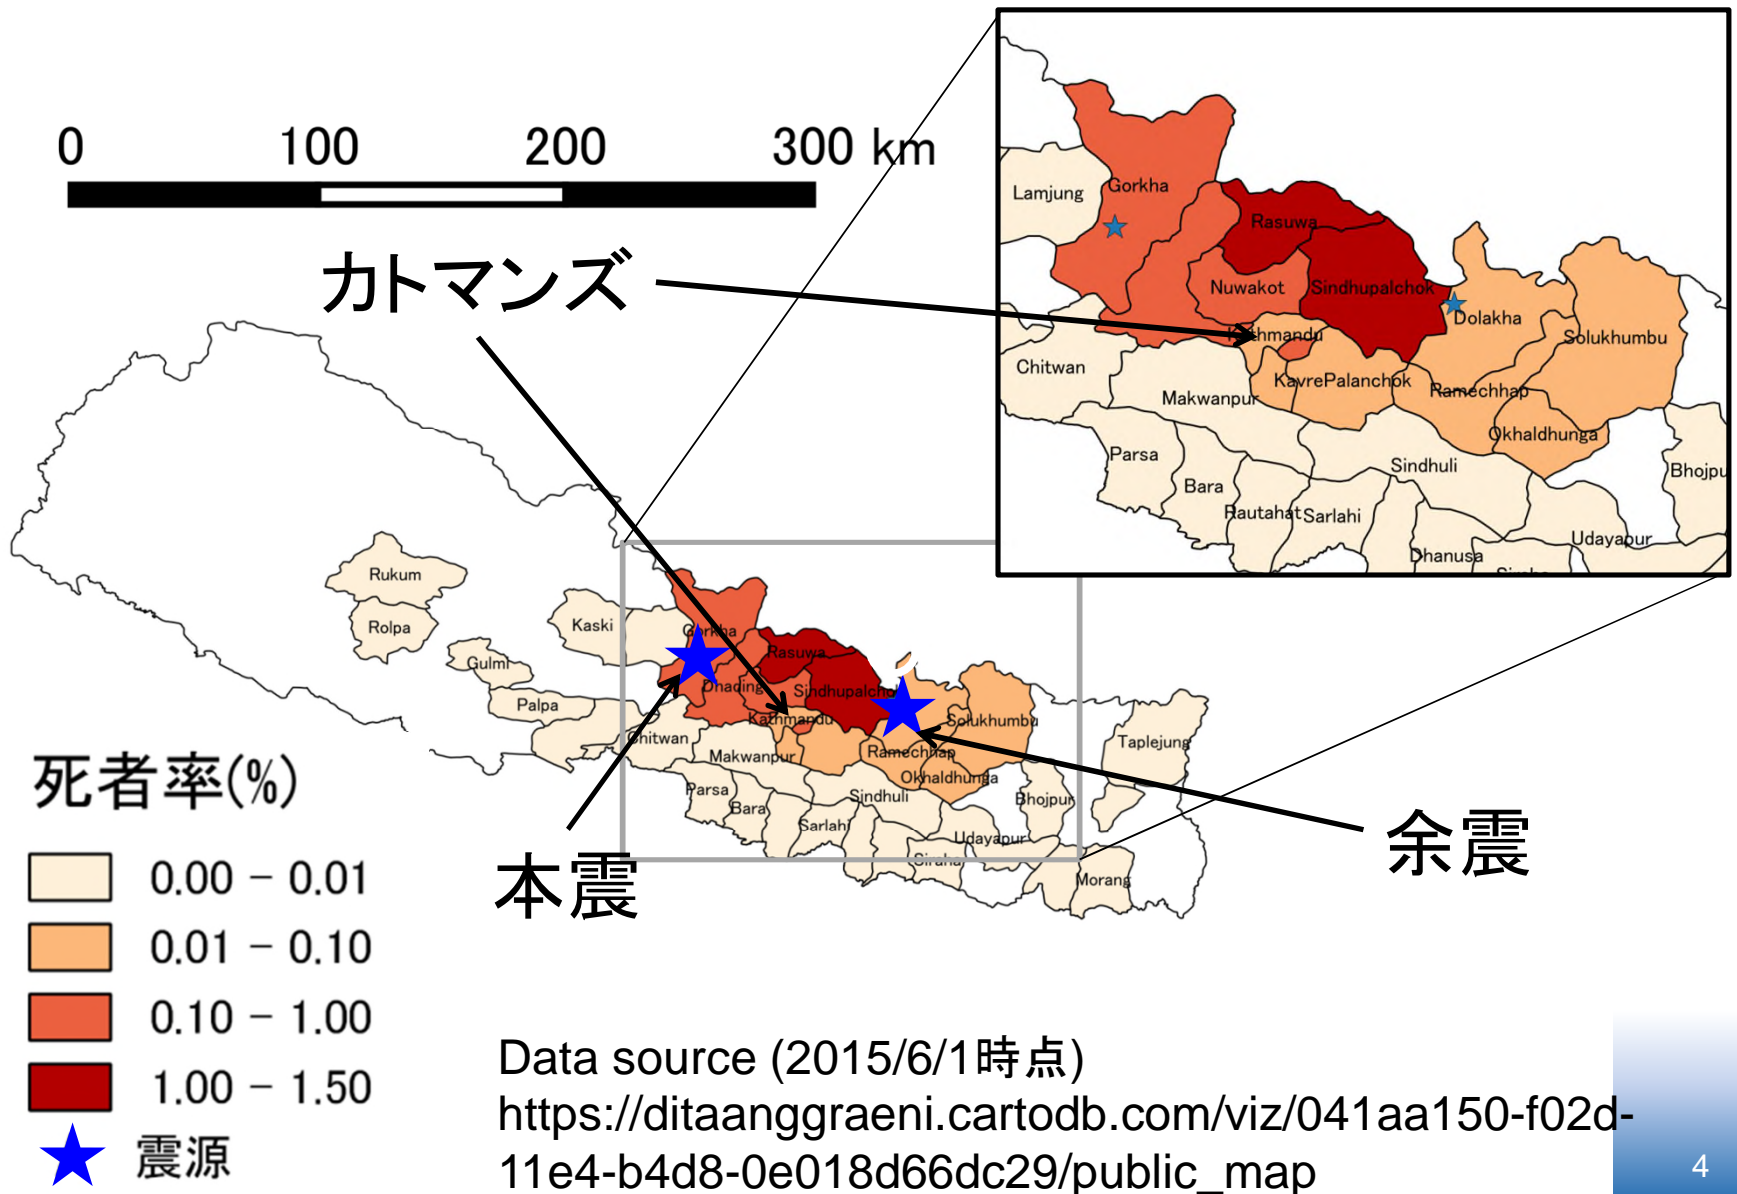 0 100 200 300 km
カトマンズ
Lamjung
Gorkha
Rasuwa
Nuwakot
Sindhupalchok
Dolakha
Kathmandu
Solukhumbu
Chitwan
KavrePalanchok
Ramechhap
Makwanpur
Okhaldhunga
Parsa
Sindhuli
Bhojpu
Bara
Rautahat
Sarlahi
Udayapur
Dhanusa
Rukum
Rolpa
Kaski
Gulmi
Palpa
Gorkha
Rasuwa
Dhading
Sindhupalchok
Kathmandu
Solukhumbu
Chitwan
Makwanpur
Ramechhap
Taplejung
Okhaldhunga
Parsa
Bara
Sindhuli
Bhojpur
Sarlahi
Udayapur
Siraha
Morang
本震
余震
死者率(%)
0.00 - 0.01
0.01 - 0.10
0.10 - 1.00
1.00 - 1.50
震源
Data source (2015/6/1時点)
https://ditaanggraeni.cartodb.com/viz/041aa150-f02d-
11e4-b4d8-0e018d66dc29/public_map
4